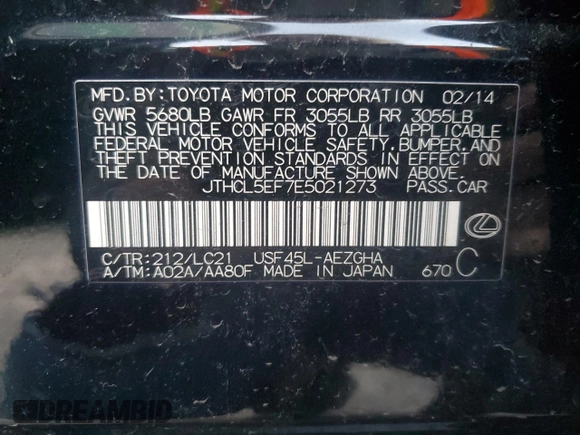 MFD. BY: TOYOTA MOTOR CORPORATION 02/14
GVWR 5680LB GAWR FR 3055LB RR 3055LB
THIS VEHICLE CONFORMS TO ALL APPLICABLE
FEDERAL MOTOR VEHICLE SAFETY, BUMPER, AND
THEFT PREVENTION STANDARDS IN EFFECT ON
THE DATE OF MANUFACTURE SHOWN ABOVE.
JTHCL5EF7E5021273 PASS. CAR
C/TR: 212/LC21 USF45L-AEZGHA
A/TM: A02A/AA80F MADE IN JAPAN 670 C
DREAMBID